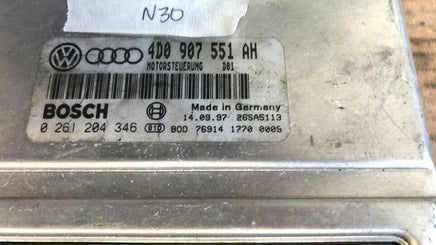 N30
4D0 907 551 AH
MOTORSTEUERUNG D01
BOSCH
Made in Germany
14.09.97 26SA5113
0 261 204 346 BOO 76914 1770 0005